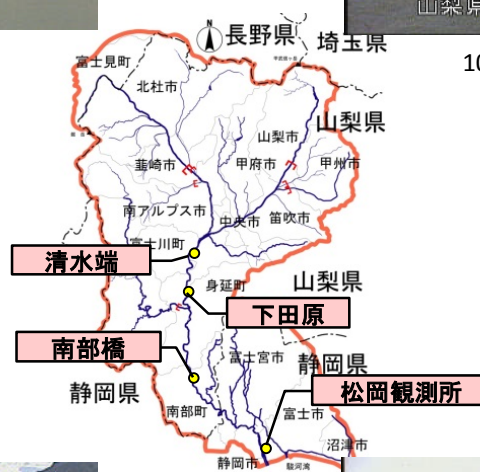 山梨県
N
長野県
埼玉県
富士見町
10
北杜市
山梨県
山梨市
韮崎市
甲府市
甲州市
南アルプス市
中央市
笛吹市
富士川町
清水端
身延町
山梨県
下田原
南部橋
富士宮市
静岡県
静岡県
松岡観測所
南部町
富士市
沼津市
静岡市
駿河湾